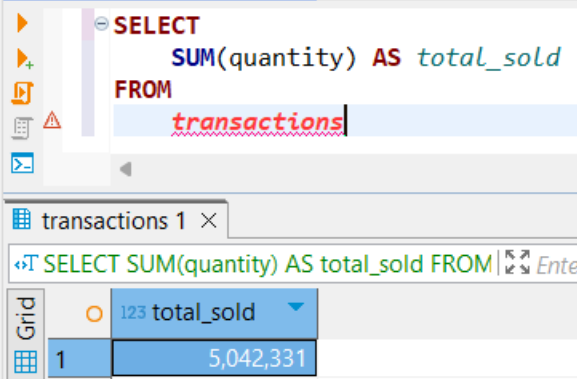 SELECT
SUM(quantity) AS total_sold
FROM
transactions
transactions 1
SELECT SUM(quantity) AS total_sold FROM
Grid
123 total_sold
1 5,042,331